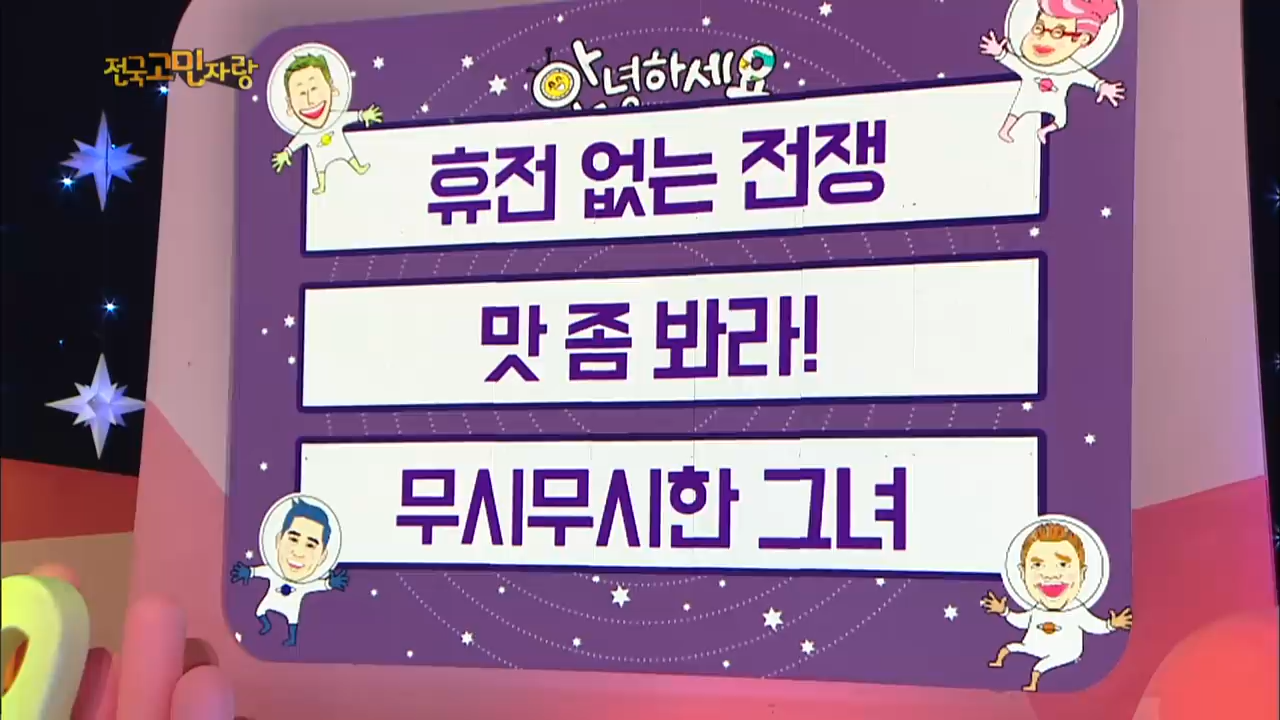 전국고민자랑
안녕하세요
휴전 없는 전쟁
맛 좀 봐라!
무시무시한 그녀